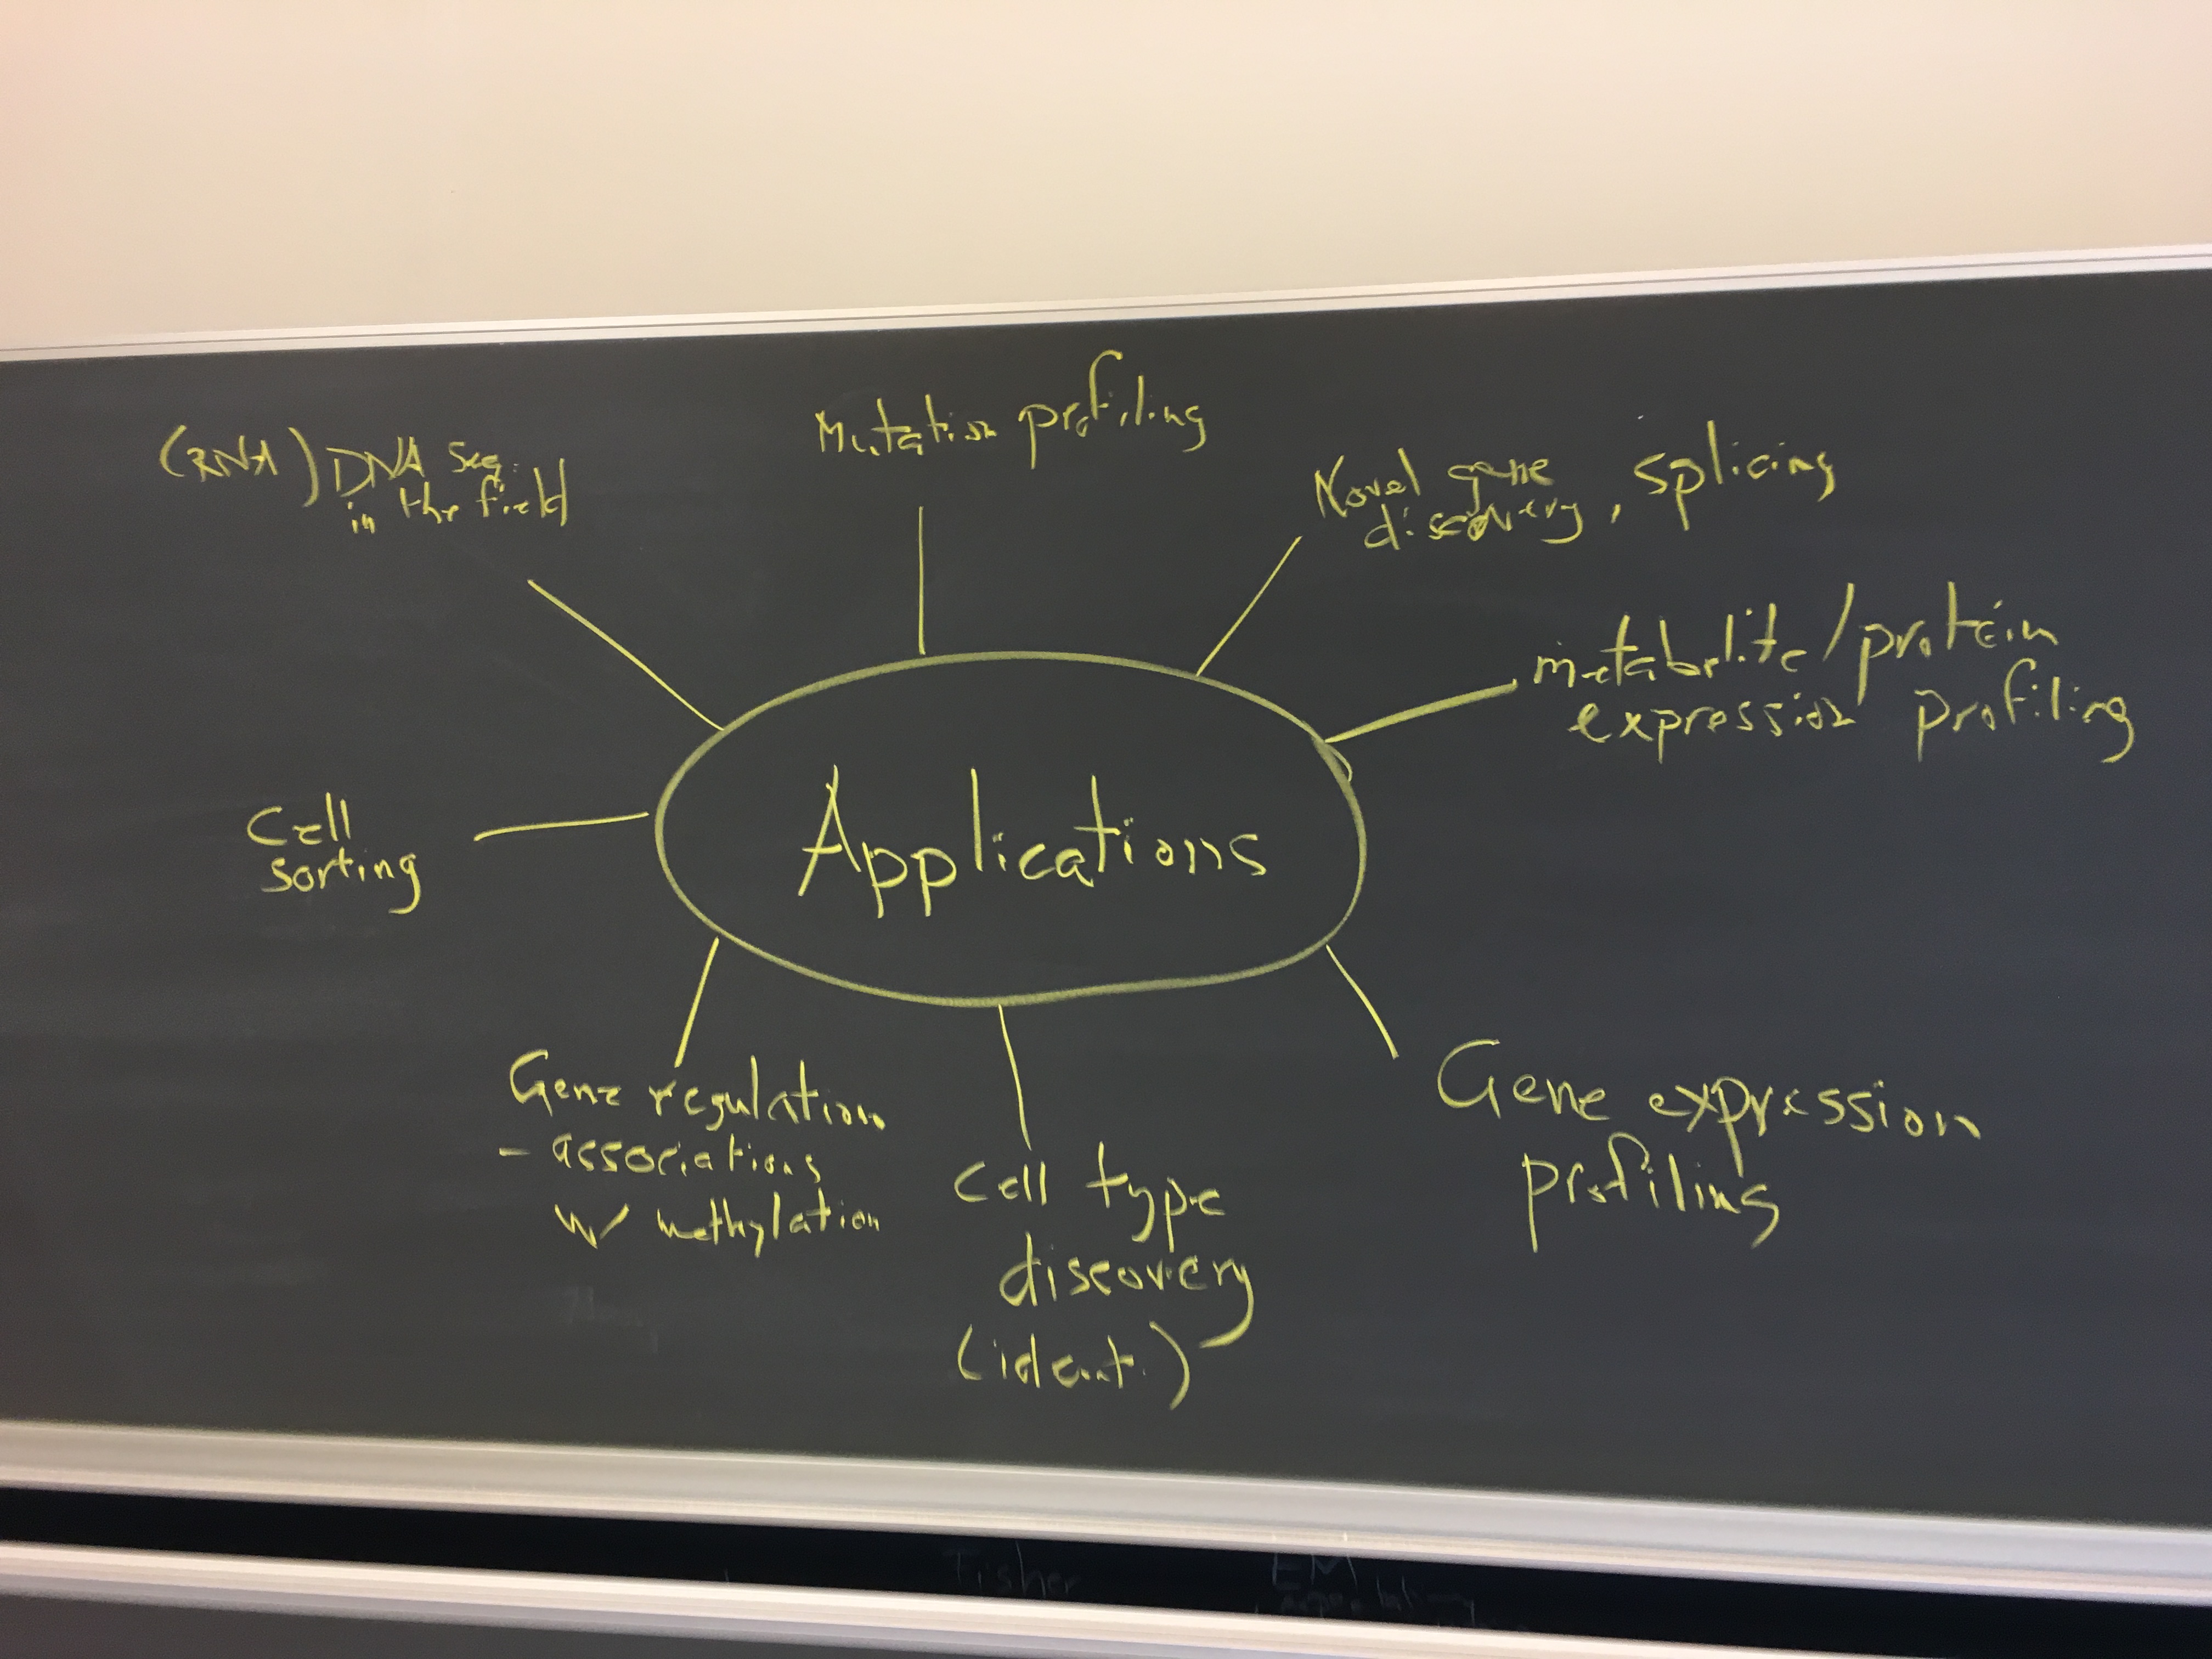 Mutation profiling
(RNA) DNA seq.
in the field
Novel gene
discovery, splicing
metabolite/protein
expression profiling
Applications
Cell
sorting
Gene regulation
- associations
w/ methylation
Cell type
discovery
(ident.)
Gene expression
profiling
Fisher
EM